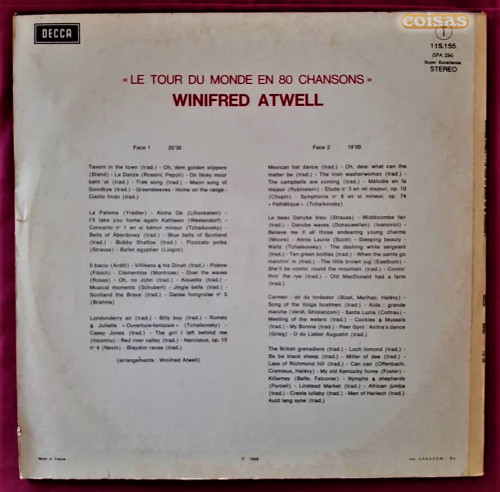 coisas
DECCA
1
115.155
(SPA 154)
Super Excellence
STEREO
« LE TOUR DU MONDE EN 80 CHANSONS »
WINIFRED ATWELL
Face 1 20'36
Tavern in the town (trad.) - Oh, dem golden slippers
(Bland) - La Danza (Rossini, Pepoli) - On Ilkley moor
baht 'at (trad.) - Trek song (trad.) - Maori song of
Goodbye (trad.) - Greensleeves - Home on the range -
Cielito lindo (trad.)
La Paloma (Yradier) - Aloha Oe (Liliuokalani) -
I'll take you home again Kathleen (Westendorf) -
Concerto n° 1 en si bémol mineur (Tchaikovsky) -
Bells of Aberdovey (trad.) - Blue bells of Scotland
(trad.) - Bobby Shaftoe (trad.) - Pizzicato polka
(Strauss) - Ballet egyptien (Luigini)
Il bacio (Arditi) - Villikens & his Dinah (trad.) - Poème
(Fibich) - Clémentine (Montrose) - Over the waves
(Rosas) - Oh, no John (trad.) - Alouette (trad.) -
Musical moments (Schubert) - Jingle bells (trad.) -
Scotland the Brave (trad.) - Danse hongroise n° 5
(Brahms)
Londonderry air (trad.) - Billy boy (trad.) - Roméo
& Juliette - « Ouverture-fantaisie » - (Tchaikovsky) -
Casey Jones (trad.) - The girl I left behind me
(inconnu) - Red river valley (trad.) - Narcissus, op. 13
n° 4 (Nevin) - Blaydon races (trad.)
(arrangements : Winifred Atwell)
Face 2 18'00
Mexican hat dance (trad.) - Oh, dear what can the
matter be (trad.) - The Irish washerwoman (trad.) -
The campbells are coming (trad.) - Mélodie en fa
majeur (Rubinstein) - Etude n° 3 en mi majeur, op. 10
(Chopin) - Symphonie n° 6 en si mineur, op. 74
« Pathétique » (Tchaikovsky)
Le beau Danube bleu (Strauss) - Widdicombe fair
(trad.) - Danube waves (Donauwellen) (Ivanovici) -
Believe me if all those endearing young charms
(Moore) - Annie Laurie (Scott) - Sleeping beauty -
Waltz (Tchaikovsky) - The dashing white sergeant
(trad.) - Ten green bottles (trad.) - When the saints go
marchin' in (trad.) - The little brown jug (Eastburn) -
She'll be comin' round the mountain (trad.) - Comin'
thro' the rye (trad.) - Old MacDonald had a farm
(trad.)
Carmen : air du toréador (Bizet, Meilhac, Halévy) -
Song of the Volga boatmen (trad.) - Aïda : grande
marche (Verdi, Ghislanzoni) - Santa Lucia (Cottrau) -
Meeting of the waters (trad.) - Cockles & Mussels
(trad.) - My Bonnie (trad.) - Peer Gynt : Anitra's dance
(Grieg) - O du Lieber Augustin (trad.)
The British grenadiers (trad.) - Loch lomond (trad.) -
Ba ba black sheep (trad.) - Miller of dee (trad.) -
Lass of Richmond hill (trad.) - Can can (Offenbach,
Cremieux, Halévy) - My old Kentucky home (Foster) -
Killarney (Balfe, Falconer) - Nymphs & shepherds
(Purcell) - Linstead Market (trad.) - African jumba
(trad.) - Creole lullaby (trad.) - Men of Harlech (trad.)
Auld lang syne (trad.)
Made in France
℗ 1968